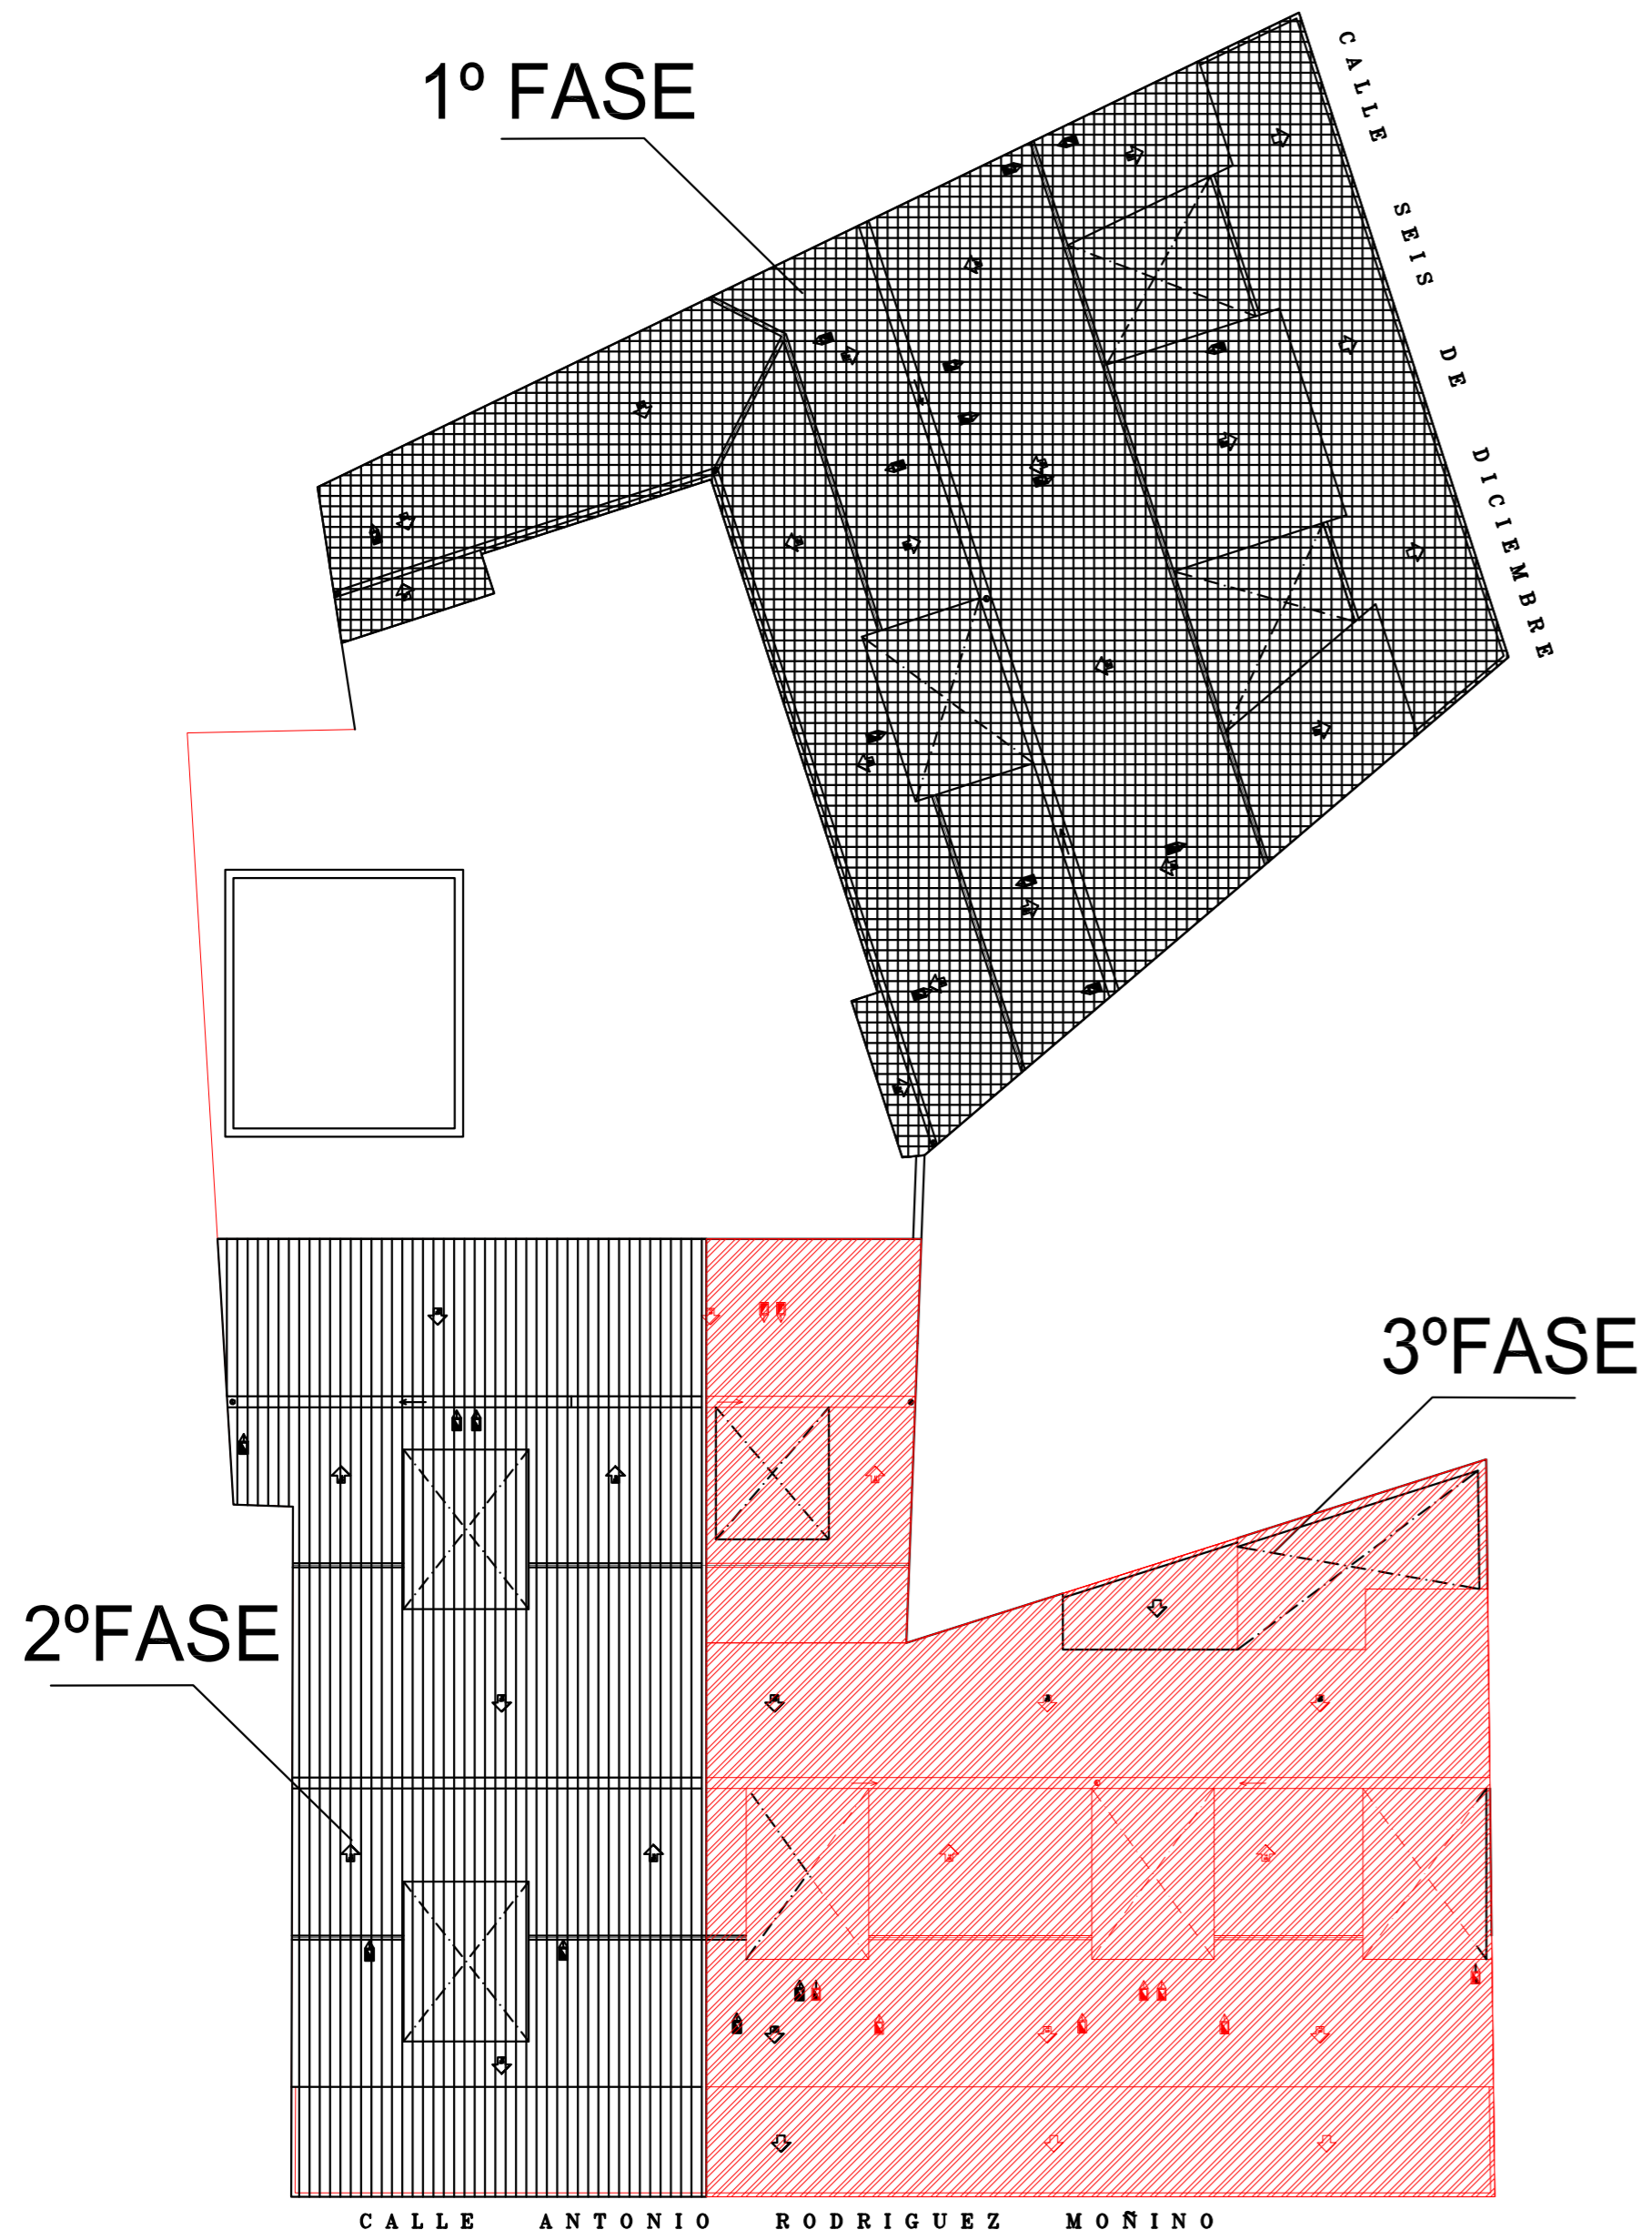 1º FASE
CALLE SEIS DE DICIEMBRE
3ºFASE
2ºFASE
CALLE ANTONIO RODRIGUEZ MOÑINO